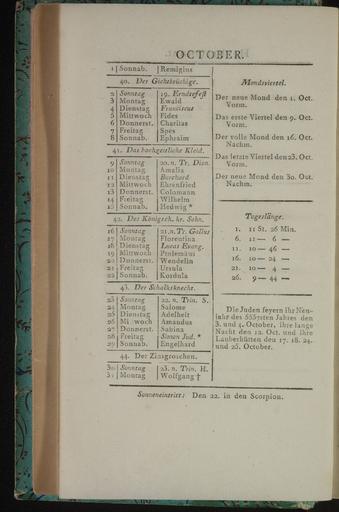 OCTOBER.
1 Sonnab. Remigius
40. Der Gichtbrüchige.
2 Sonntag 19. Erndtefest
3 Montag Ewald
4 Dienstag Franciscus
5 Mittwoch Fides
6 Donnerst. Charitas
7 Freitag Spes
8 Sonnab. Ephraim
41. Das hochzeitliche Kleid.
9 Sonntag 20. n. Tr. Dion.
10 Montag Amalia
11 Dienstag Burchard
12 Mittwoch Ehrenfried
13 Donnerst. Colomann
14 Freitag Wilhelm
15 Sonnab. Hedwig *
42. Des Königsch. kr. Sohn.
16 Sonntag 21. n. Tr. Gallus
17 Montag Florentina
18 Dienstag Lucas Evang.
19 Mittwoch Ptolemäus
20 Donnerst. Wendelin
21 Freitag Ursula
22 Sonnab. Kordula
43. Der Schalksknecht.
23 Sonntag 22. n. Trin. S.
24 Montag Salome
25 Dienstag Adelheit
26 Mittwoch Amandus
27 Donnerst. Sabina
28 Freitag Simon Jud. *
29 Sonnab. Engelhard
44. Der Zinsgroschen.
30 Sonntag 23. n. Trin. H.
31 Montag Wolfgang †
Mondsviertel.
Der neue Mond den 1. Oct.
Vorm.
Das erste Viertel den 9. Oct.
Vorm.
Der volle Mond den 16. Oct.
Nachm.
Das letzte Viertel den 23. Oct.
Vorm.
Der neue Mond den 30. Oct.
Nachm.
Tageslänge.
1. 11 St. 26 Min.
6. 11 — 6 —
11. 10 — 46 —
16. 10 — 24 —
21. 10 — 4 —
26. 9 — 44 —
Die Juden feyern ihr Neu-
jahr des 5557sten Jahres den
3. und 4. October, ihre lange
Nacht den 12. Oct. und ihre
Lauberhütten den 17. 18. 24.
und 25. October.
Sonneneintritt: Den 22. in den Scorpion.